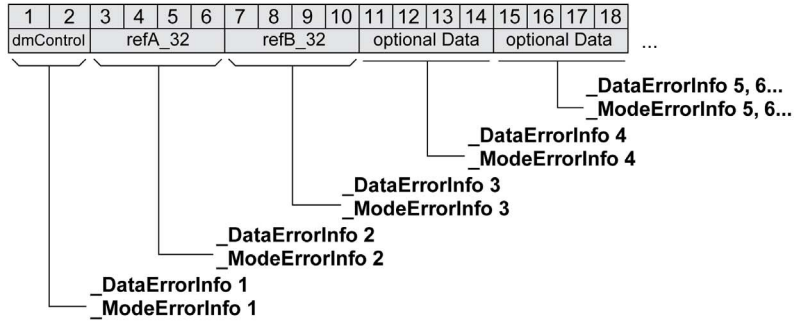 1 2 3 4 5 6 7 8 9 10 11 12 13 14 15 16 17 18
dmControl refA_32 refB_32 optional Data optional Data ...
_DataErrorInfo 5, 6...
_ModeErrorInfo 5, 6...
_DataErrorInfo 4
_ModeErrorInfo 4
_DataErrorInfo 3
_ModeErrorInfo 3
_DataErrorInfo 2
_ModeErrorInfo 2
_DataErrorInfo 1
_ModeErrorInfo 1